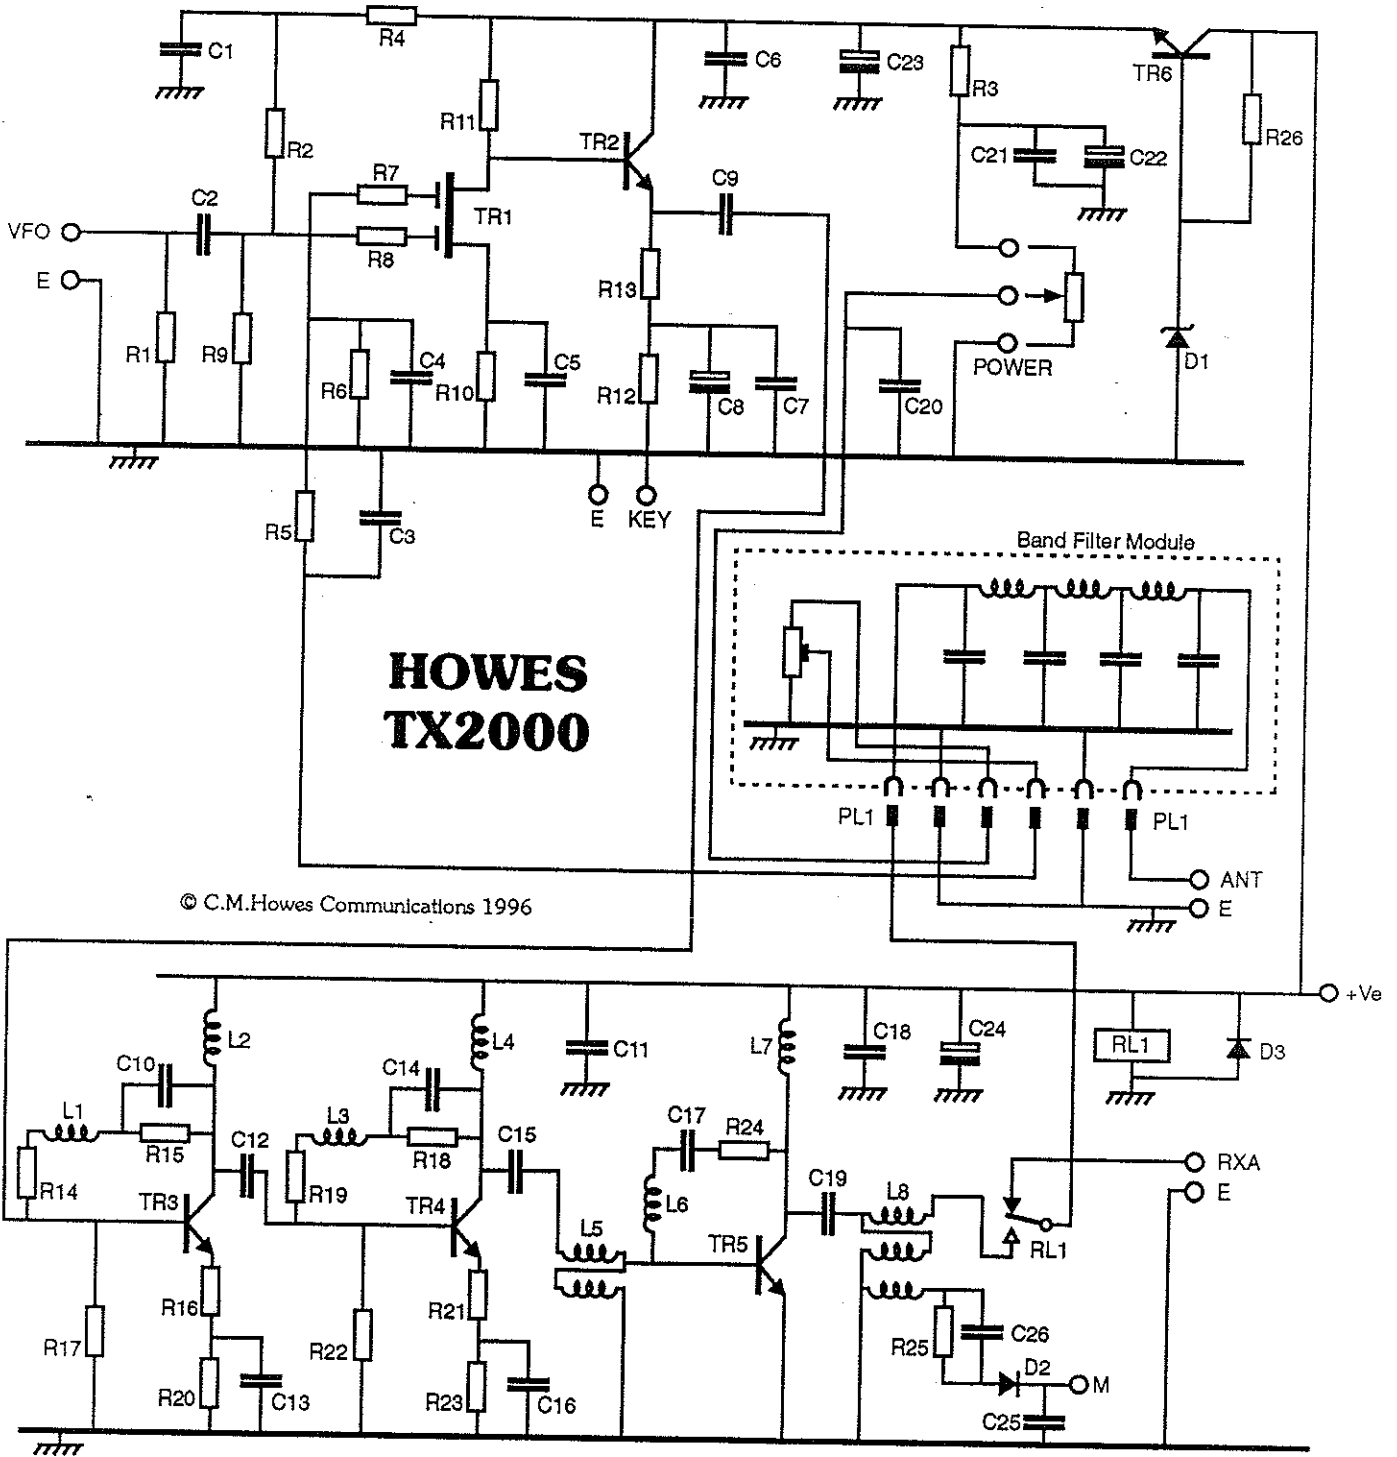 R4
C1
C6
C23
R3
TR6
R11
TR2
R2
R26
C21
C22
R7
C9
C2
TR1
VFO
R8
E
R13
R1
R9
R6
C4
R10
C5
R12
C8
C7
C20
POWER
D1
R5
C3
E
KEY
Band Filter Module
HOWES
TX2000
PL1
PL1
ANT
E
© C.M.Howes Communications 1996
+Ve
L2
L4
C11
L7
C18
C24
RL1
D3
C10
C14
L1
L3
R15
C12
R18
C15
C17
R24
R14
R19
L6
C19
L8
RXA
E
TR3
TR4
L5
TR5
RL1
R16
R21
R17
R22
R25
C26
D2
M
R20
C13
R23
C16
C25